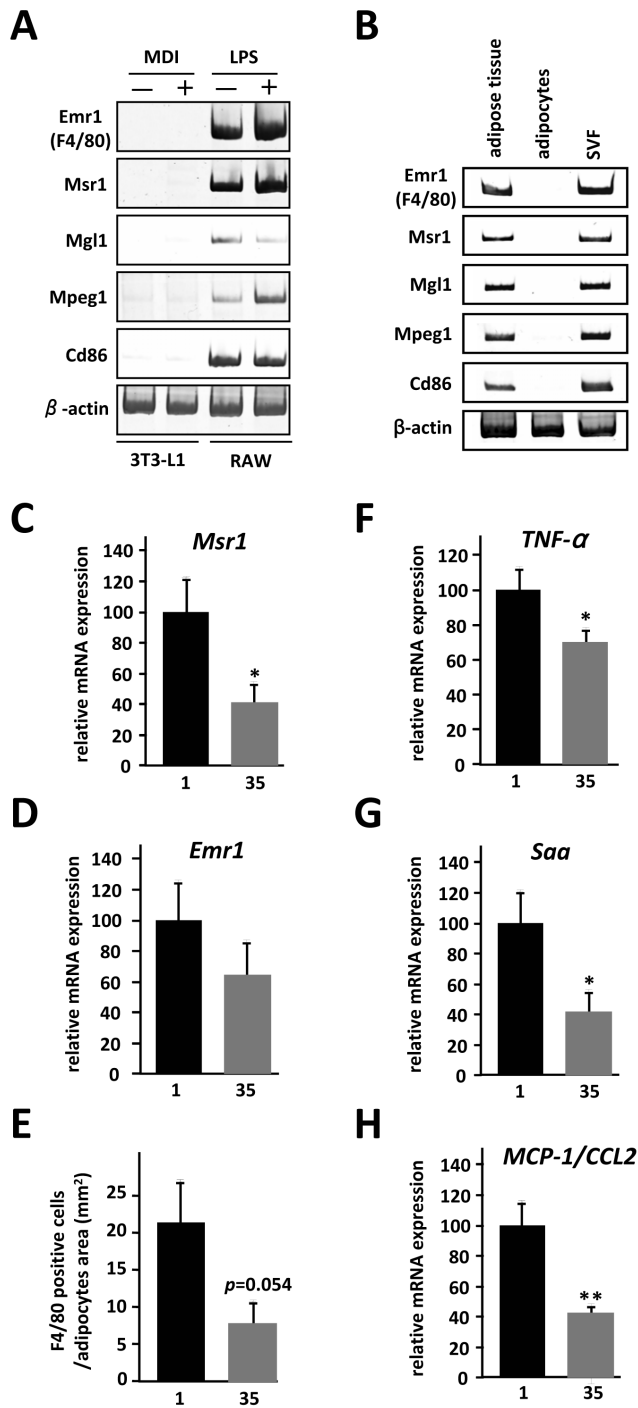 A
MDI LPS
— + — +
Emr1
(F4/80)
Msr1
Mgl1
Mpeg1
Cd86
β -actin
3T3-L1 RAW
B
adipose tissue
adipocytes
SVF
Emr1
(F4/80)
Msr1
Mgl1
Mpeg1
Cd86
β-actin
C
Msr1
relative mRNA expression
140
120
100
80
60
40
20
0
*
1 35
D
Emr1
relative mRNA expression
140
120
100
80
60
40
20
0
1 35
E
F4/80 positive cells
/adipocytes area (mm²)
25
20
15
10
5
0
p=0.054
1 35
F
TNF-α
relative mRNA expression
120
100
80
60
40
20
0
*
1 35
G
Saa
relative mRNA expression
140
120
100
80
60
40
20
0
*
1 35
H
MCP-1/CCL2
relative mRNA expression
140
120
100
80
60
40
20
0
**
1 35